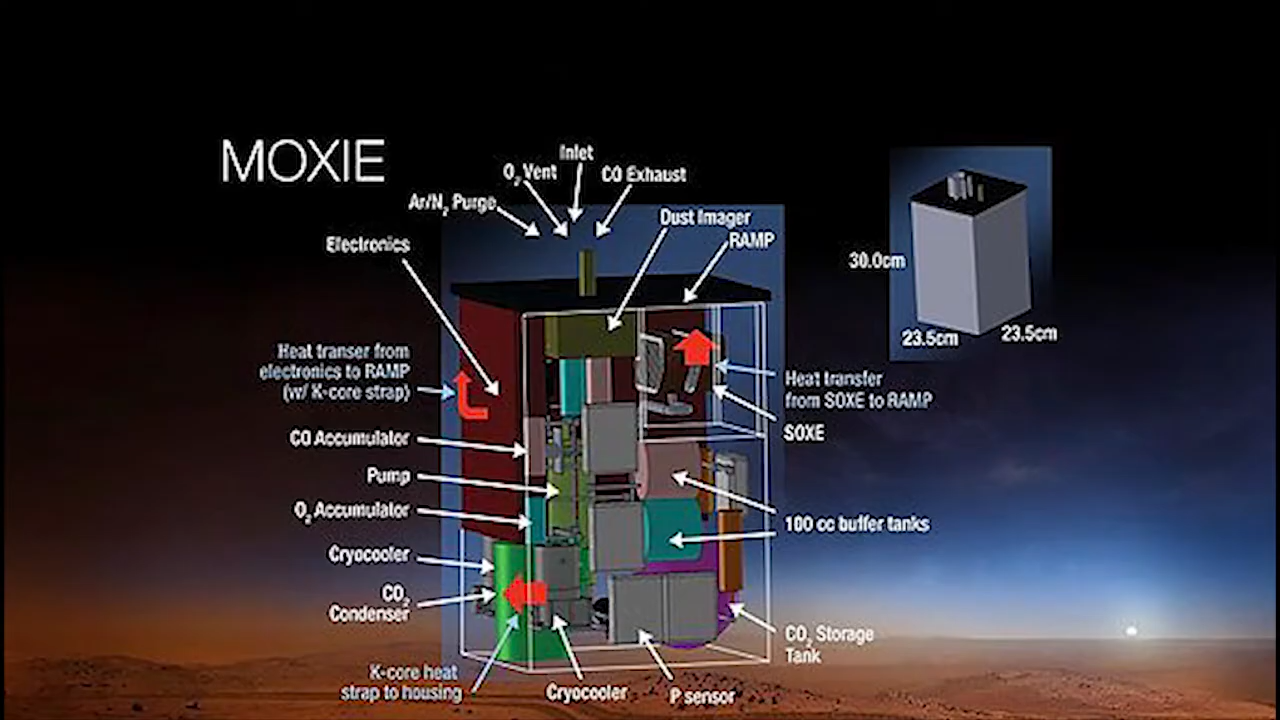 MOXIE
Inlet
O₂ Vent
CO Exhaust
Ar/N₂ Purge
Dust Imager
RAMP
Electronics
30.0cm
23.5cm
23.5cm
Heat transer from
electronics to RAMP
(w/ K-core strap)
Heat transfer
from SOXE to RAMP
SOXE
CO Accumulator
Pump
O₂ Accumulator
100 cc buffer tanks
Cryocooler
CO₂
Condenser
CO₂ Storage
Tank
K-core heat
strap to housing
Cryocooler
P sensor